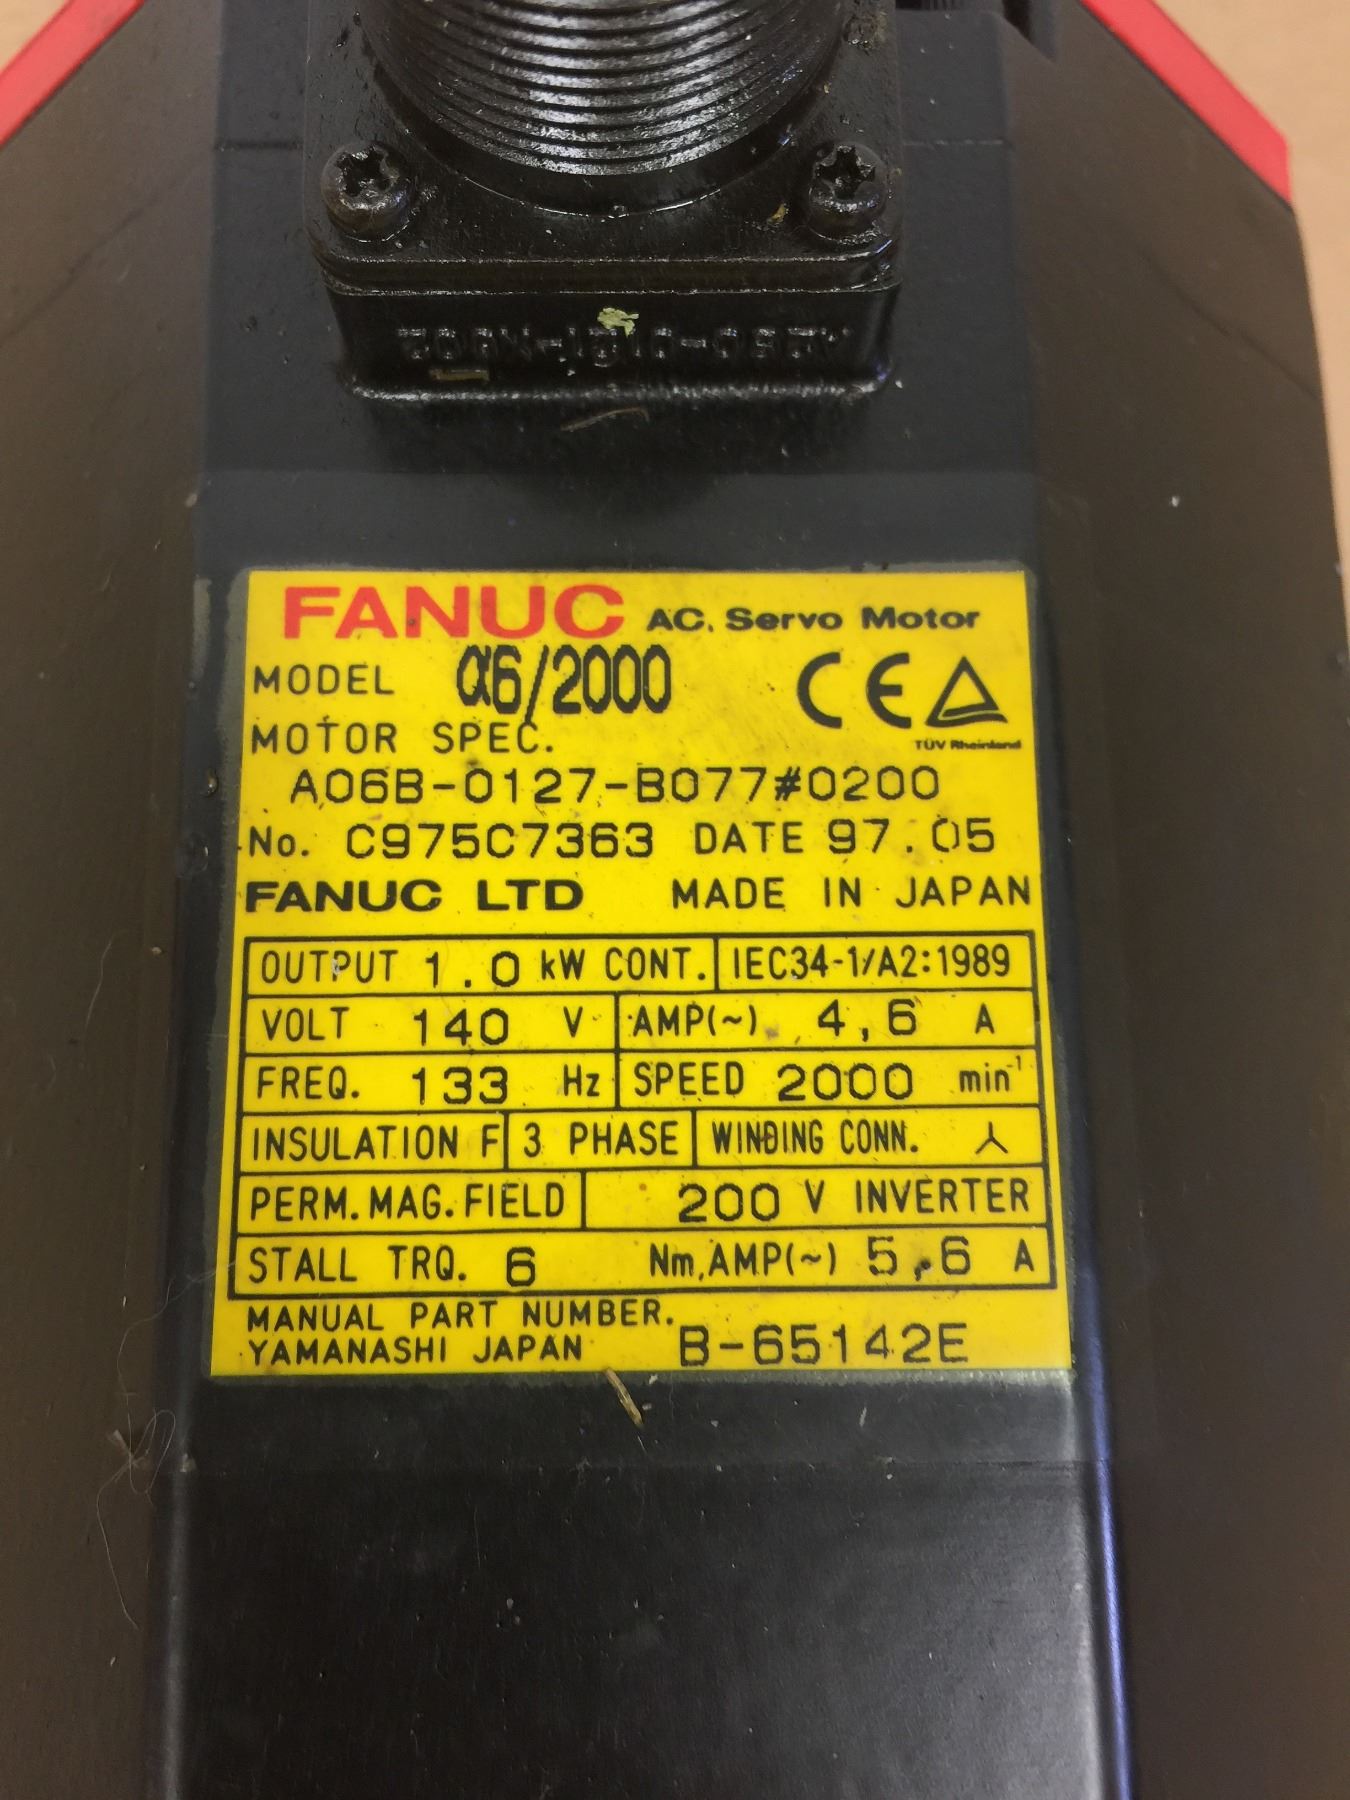 FANUC AC. Servo Motor
MODEL α6/2000
CE
TÜV Rheinland
MOTOR SPEC.
A06B-0127-B077#0200
No. C975C7363 DATE 97.05
FANUC LTD MADE IN JAPAN
OUTPUT 1.0 kW CONT. IEC34-1/A2:1989
VOLT 140 V AMP(~) 4,6 A
FREQ. 133 Hz SPEED 2000 min⁻¹
INSULATION F 3 PHASE WINDING CONN.
PERM.MAG.FIELD 200 V INVERTER
STALL TRQ. 6 Nm,AMP(~) 5,6 A
MANUAL PART NUMBER.
YAMANASHI JAPAN B-65142E